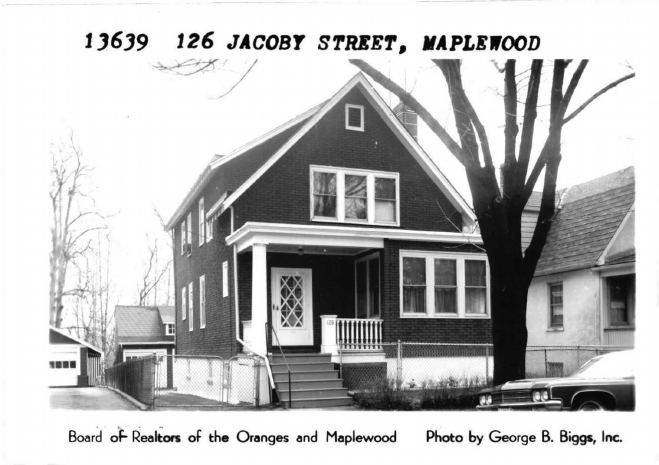 13639 126 JACOBY STREET, MAPLEWOOD
Board of Realtors of the Oranges and Maplewood Photo by George B. Biggs, Inc.